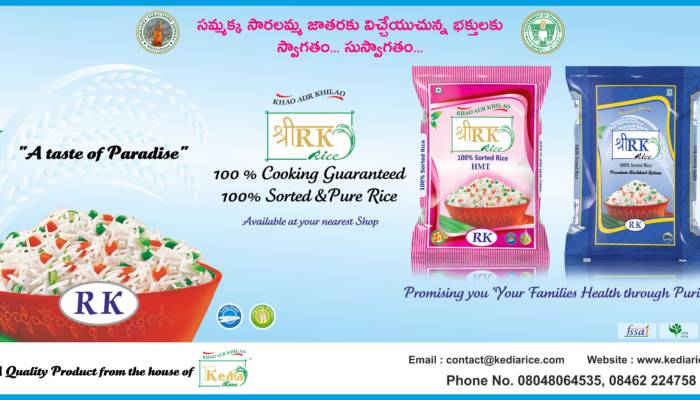 సమ్మక్క సారలమ్మ జాతరకు విచ్చేయుచున్న భక్తులకు
స్వాగతం... సుస్వాగతం...
"A taste of Paradise"
KHAO AUR KHILAO
श्री RK
Rice
100 % Cooking Guaranteed
100% Sorted & Pure Rice
Available at your nearest Shop
KHAO AUR KHILAO
श्री RK
Rice
100% Sorted Rice
HMT
100% Sorted Rice
RK
श्री RK
Rice
100% Sorted Rice
RK
RK
Promising you 'Your Families Health through Puri
fssai
Quality Product from the house of
KHAO AUR KHILAO
Kedia
Rice
Email : contact@kediarice.com
Website : www.kediaric
Phone No. 08048064535, 08462 224758